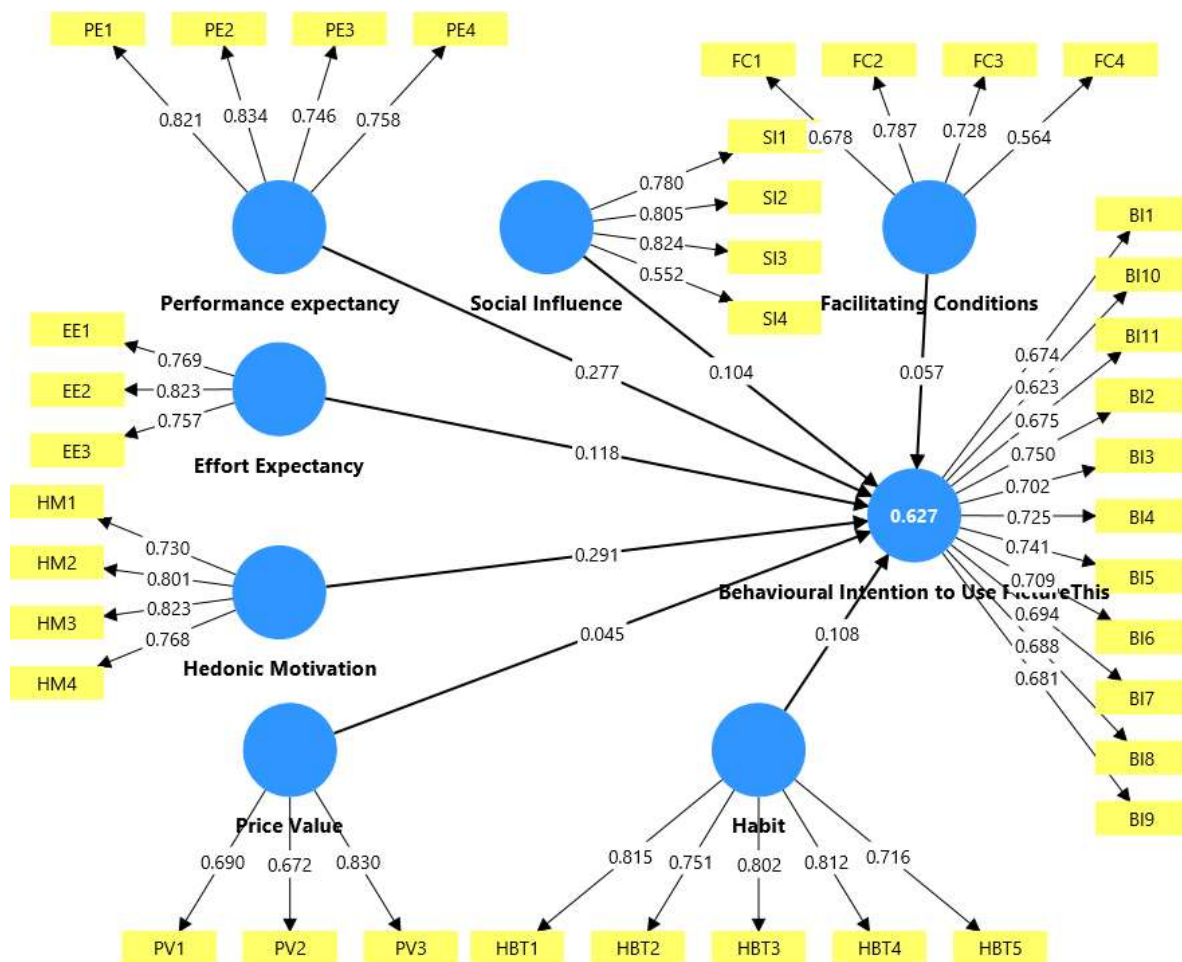 PE1 PE2 PE3 PE4
0.821 0.834 0.746 0.758
Performance expectancy
SI1
SI2
SI3
SI4
0.780
0.805
0.824
0.552
Social Influence
FC1 FC2 FC3 FC4
0.678 0.787 0.728 0.564
Facilitating Conditions
EE1
EE2
EE3
0.769
0.823
0.757
Effort Expectancy
HM1
HM2
HM3
HM4
0.730
0.801
0.823
0.768
Hedonic Motivation
0.277
0.104
0.057
0.118
0.291
0.045
0.108
0.627
Behavioural Intention to Use PictureThis
BI1
BI10
BI11
BI2
BI3
BI4
BI5
BI6
BI7
BI8
BI9
0.674
0.623
0.675
0.750
0.702
0.725
0.741
0.709
0.694
0.688
0.681
Price Value
0.690 0.672 0.830
PV1 PV2 PV3
Habit
0.815 0.751 0.802 0.812 0.716
HBT1 HBT2 HBT3 HBT4 HBT5